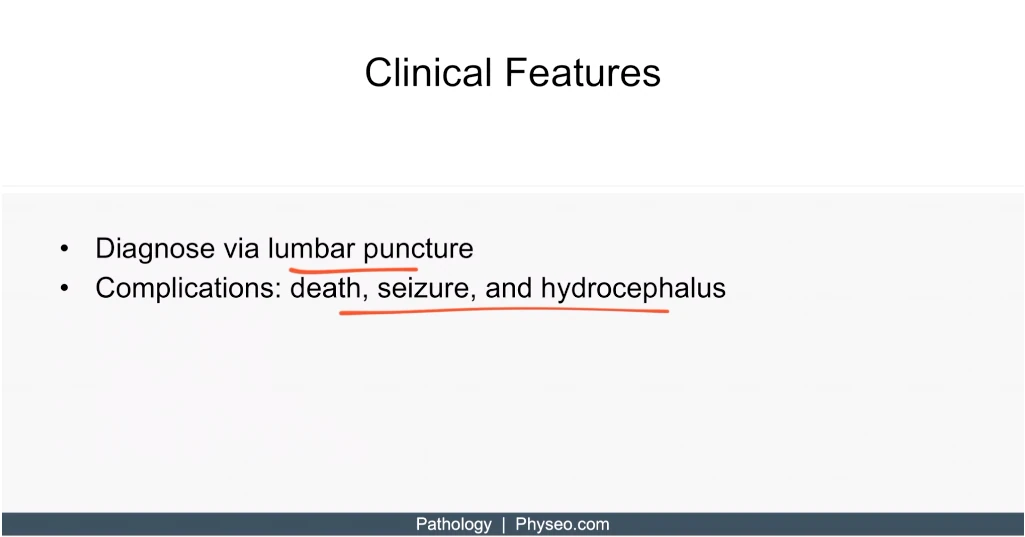 Clinical Features
• Diagnose via lumbar puncture
• Complications: death, seizure, and hydrocephalus
Pathology | Physeo.com